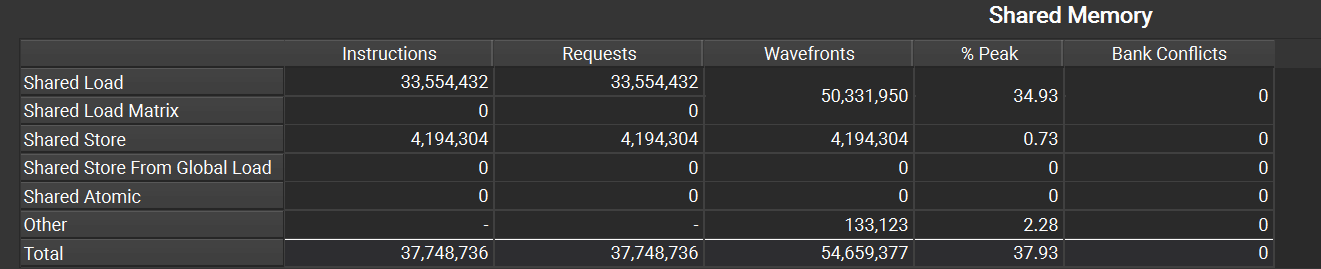 Shared Memory
Instructions Requests Wavefronts % Peak Bank Conflicts
Shared Load 33,554,432 33,554,432 50,331,950 34.93 0
Shared Load Matrix 0 0
Shared Store 4,194,304 4,194,304 4,194,304 0.73 0
Shared Store From Global Load 0 0 0 0 0
Shared Atomic 0 0 0 0 0
Other - - 133,123 2.28 0
Total 37,748,736 37,748,736 54,659,377 37.93 0